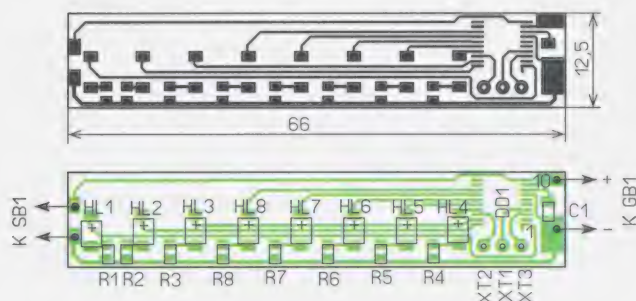 12,5
66
К SB1
HL1 HL2 HL3 HL8 HL7 HL6 HL5 HL4
DD1
10
1
C1
+
−
К GB1
R1 R2 R3 R8 R7 R6 R5 R4
XT2 XT1 XT3